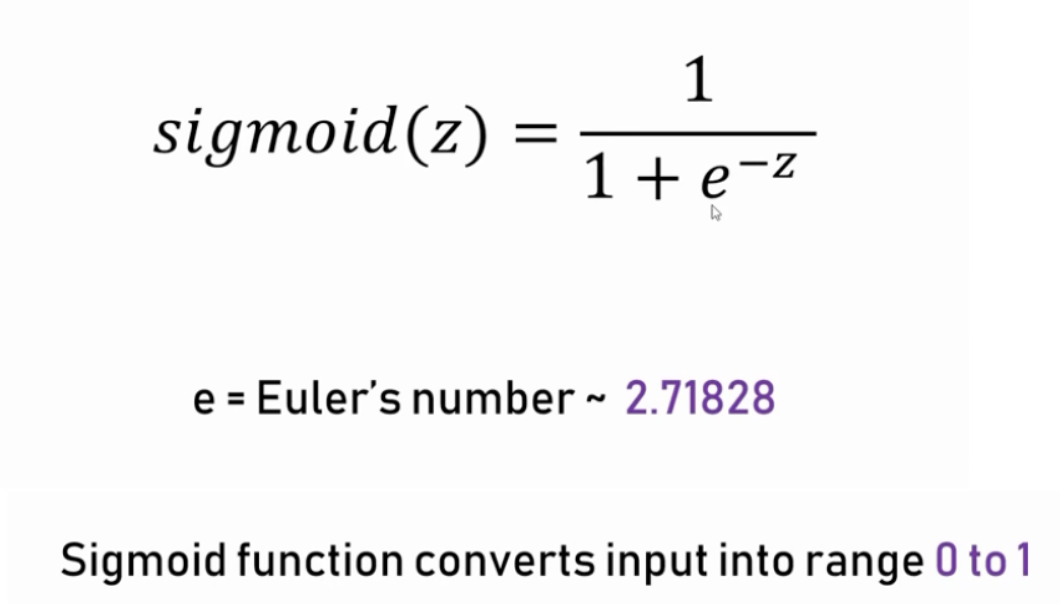 sigmoid(z) = 1 / (1 + e^{-z})
e = Euler's number ~ 2.71828
Sigmoid function converts input into range 0 to 1